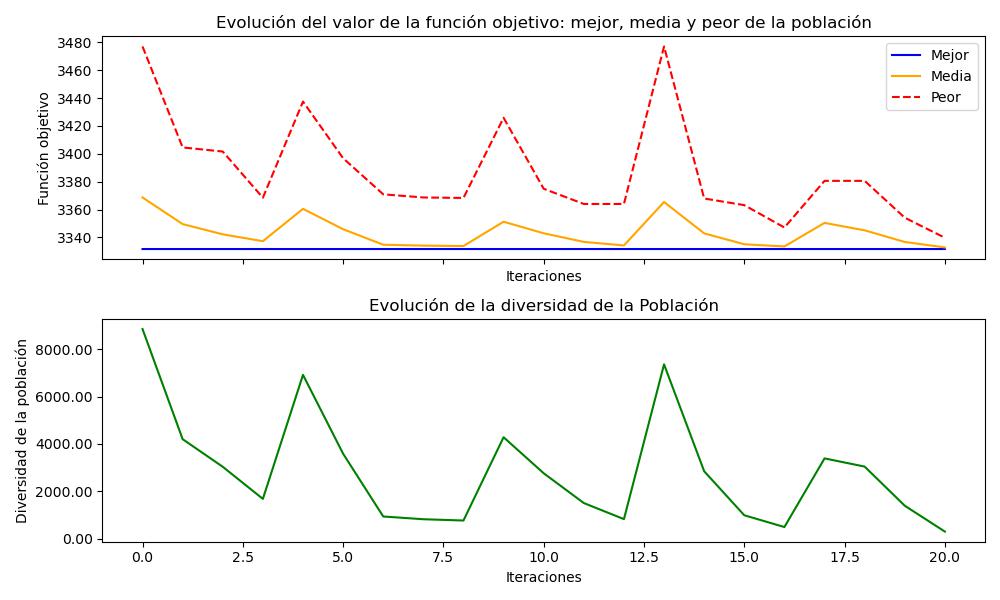 Evolución del valor de la función objetivo: mejor, media y peor de la población
3480
3460
3440
3420
3400
3380
3360
3340
Función objetivo
Mejor
Media
Peor
Iteraciones
Evolución de la diversidad de la Población
8000.00
6000.00
4000.00
2000.00
0.00
Diversidad de la población
0.0 2.5 5.0 7.5 10.0 12.5 15.0 17.5 20.0
Iteraciones